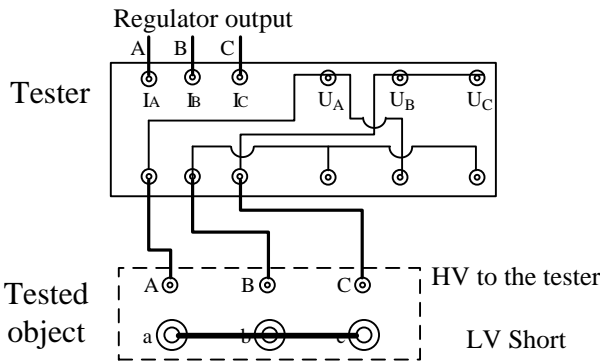 Regulator output
A B C
Tester
IA IB IC UA UB UC
A B C
HV to the tester
Tested
object
a b c
LV Short